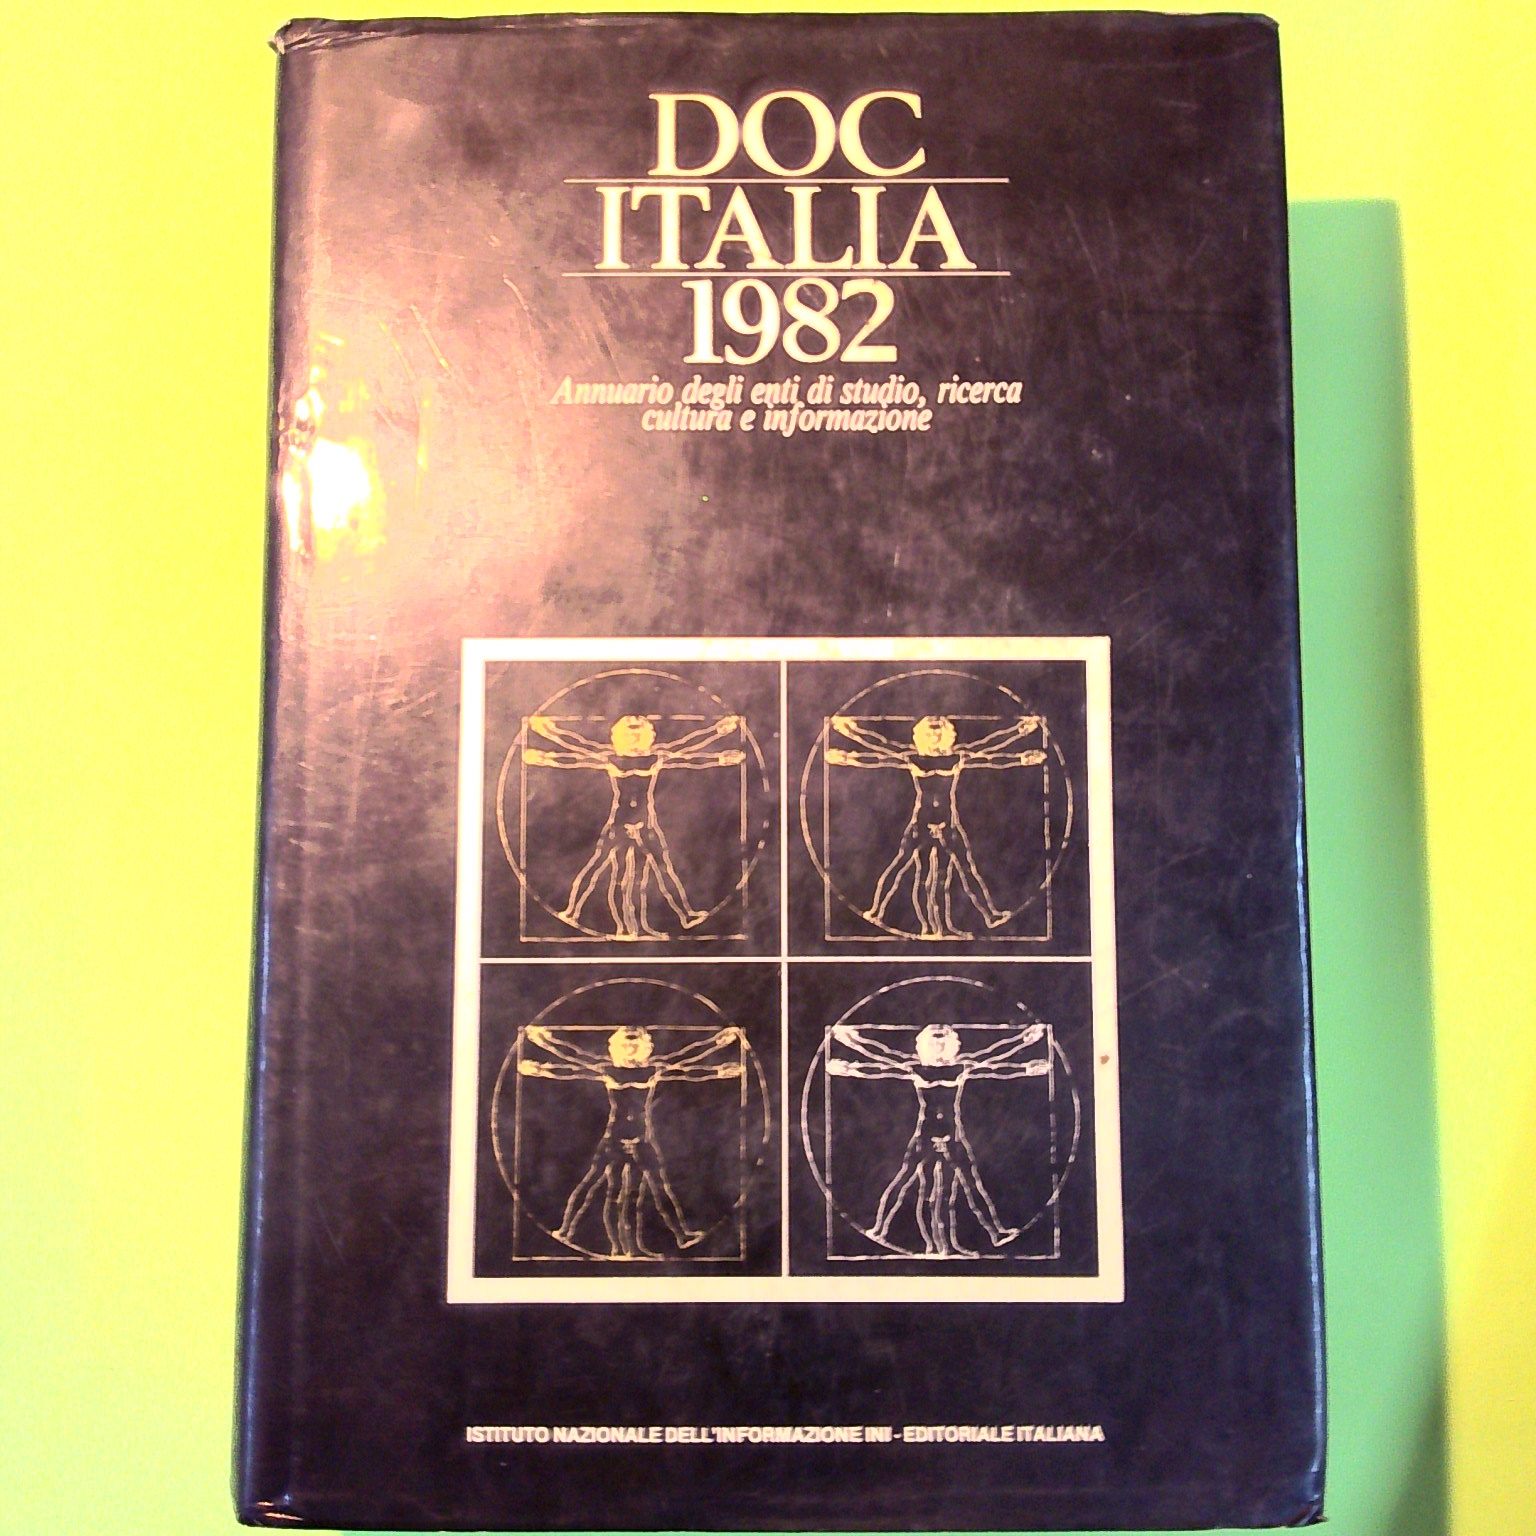 DOC
ITALIA
1982
Annuario degli enti di studio, ricerca
cultura e informazione
ISTITUTO NAZIONALE DELL'INFORMAZIONE INI - EDITORIALE ITALIANA